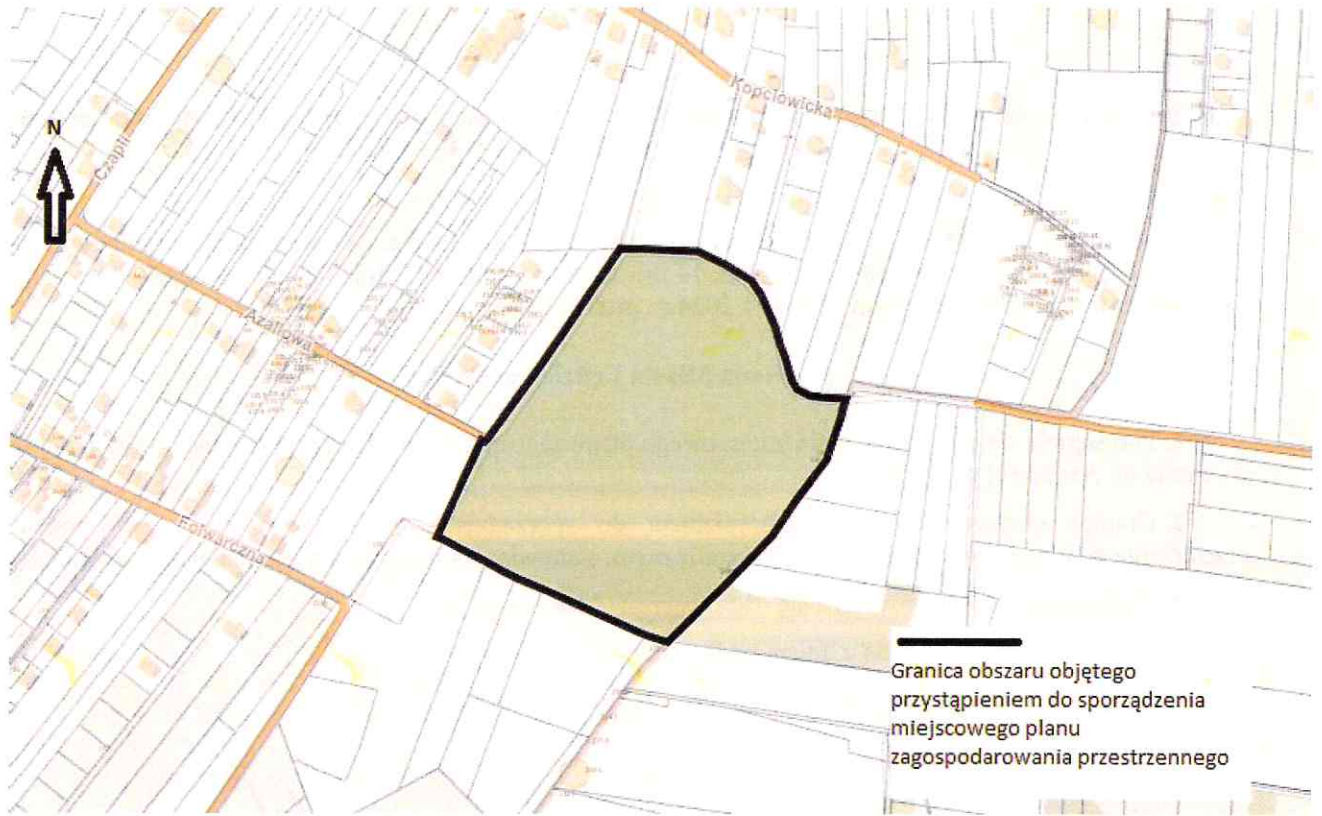 Kopciowicka
N
Czapli
Azaliowa
Folwarczna
Granica obszaru objętego
przystąpieniem do sporządzenia
miejscowego planu
zagospodarowania przestrzennego